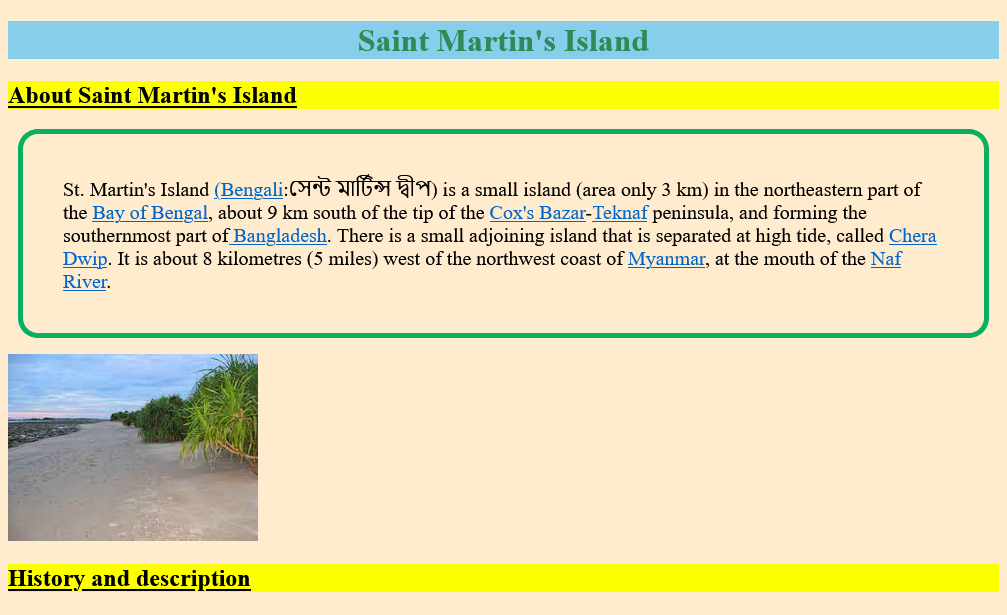 Saint Martin's Island
About Saint Martin's Island
St. Martin's Island (Bengali:সেন্ট মার্টিন্স দ্বীপ) is a small island (area only 3 km) in the northeastern part of
the Bay of Bengal, about 9 km south of the tip of the Cox's Bazar-Teknaf peninsula, and forming the
southernmost part of Bangladesh. There is a small adjoining island that is separated at high tide, called Chera
Dwip. It is about 8 kilometres (5 miles) west of the northwest coast of Myanmar, at the mouth of the Naf
River.
History and description